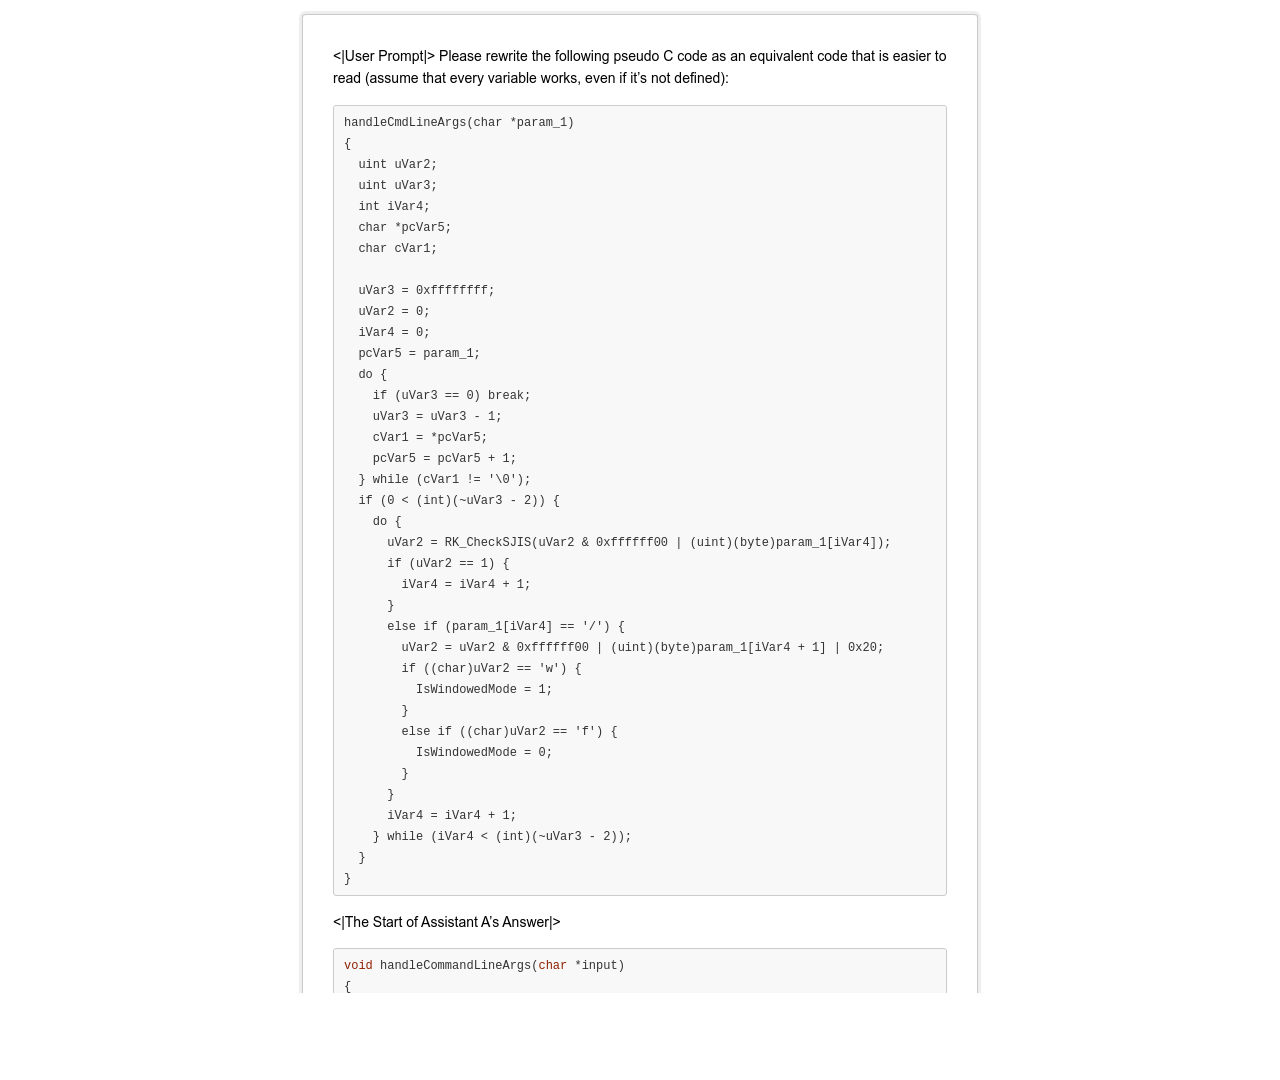 <|User Prompt|> Please rewrite the following pseudo C code as an equivalent code that is easier to
read (assume that every variable works, even if it’s not defined):
handleCmdLineArgs(char *param_1)
{
  uint uVar2;
  uint uVar3;
  int iVar4;
  char *pcVar5;
  char cVar1;

  uVar3 = 0xffffffff;
  uVar2 = 0;
  iVar4 = 0;
  pcVar5 = param_1;
  do {
    if (uVar3 == 0) break;
    uVar3 = uVar3 - 1;
    cVar1 = *pcVar5;
    pcVar5 = pcVar5 + 1;
  } while (cVar1 != '\0');
  if (0 < (int)(~uVar3 - 2)) {
    do {
      uVar2 = RK_CheckSJIS(uVar2 & 0xffffff00 | (uint)(byte)param_1[iVar4]);
      if (uVar2 == 1) {
        iVar4 = iVar4 + 1;
      }
      else if (param_1[iVar4] == '/') {
        uVar2 = uVar2 & 0xffffff00 | (uint)(byte)param_1[iVar4 + 1] | 0x20;
        if ((char)uVar2 == 'w') {
          IsWindowedMode = 1;
        }
        else if ((char)uVar2 == 'f') {
          IsWindowedMode = 0;
        }
      }
      iVar4 = iVar4 + 1;
    } while (iVar4 < (int)(~uVar3 - 2));
  }
}
<|The Start of Assistant A’s Answer|>
void handleCommandLineArgs(char *input)
{